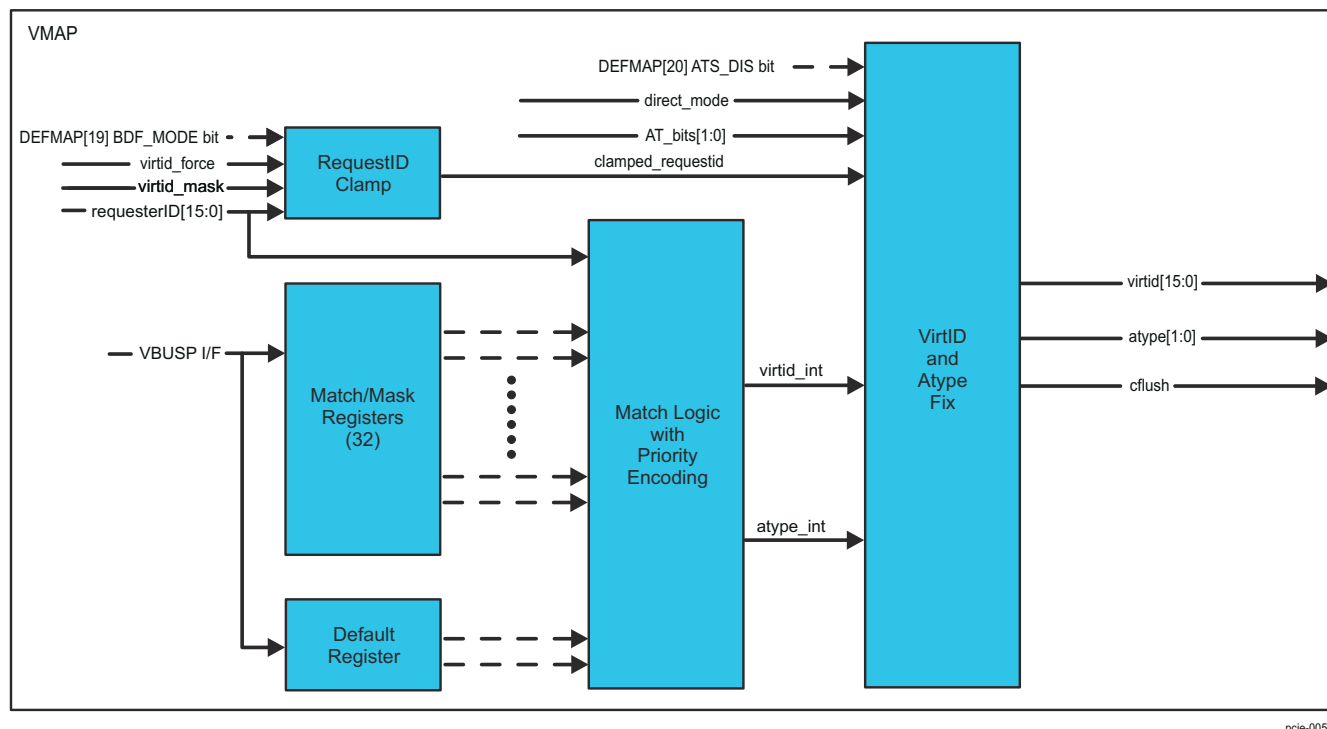 VMAP
DEFMAP[20] ATS_DIS bit
direct_mode
AT_bits[1:0]
clamped_requestid
DEFMAP[19] BDF_MODE bit
virtid_force
virtid_mask
requesterID[15:0]
RequestID
Clamp
VBUSP I/F
Match/Mask
Registers
(32)
Default
Register
Match Logic
with
Priority
Encoding
virtid_int
atype_int
VirtID
and
Atype
Fix
virtid[15:0]
atype[1:0]
cflush
pcie-005